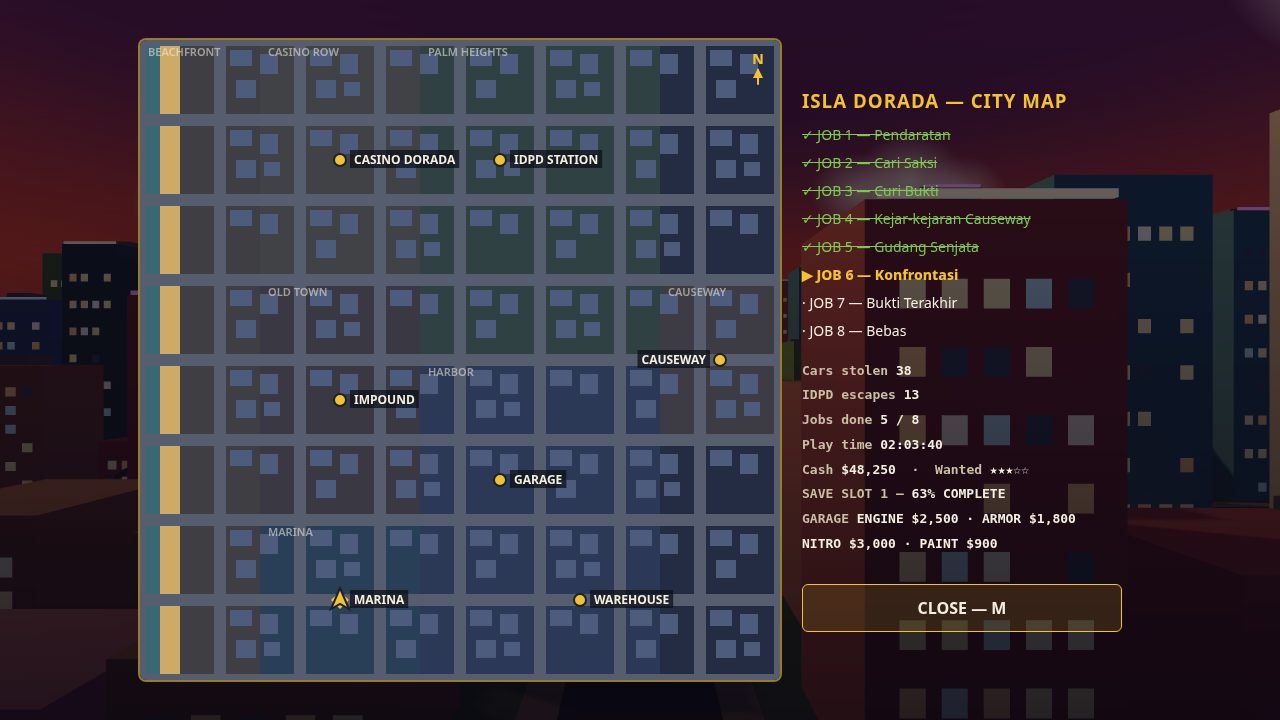 BEACHFRONT
CASINO ROW
PALM HEIGHTS
N
CASINO DORADA
IDPD STATION
OLD TOWN
CAUSEWAY
CAUSEWAY
HARBOR
IMPOUND
GARAGE
MARINA
MARINA
WAREHOUSE
ISLA DORADA — CITY MAP
✓ JOB 1 — Pendaratan
✓ JOB 2 — Cari Saksi
✓ JOB 3 — Curi Bukti
✓ JOB 4 — Kejar-kejaran Causeway
✓ JOB 5 — Gudang Senjata
▶ JOB 6 — Konfrontasi
· JOB 7 — Bukti Terakhir
· JOB 8 — Bebas
Cars stolen 38
IDPD escapes 13
Jobs done 5 / 8
Play time 02:03:40
Cash $48,250 · Wanted ★★★☆☆
SAVE SLOT 1 — 63% COMPLETE
GARAGE ENGINE $2,500 · ARMOR $1,800
NITRO $3,000 · PAINT $900
CLOSE — M